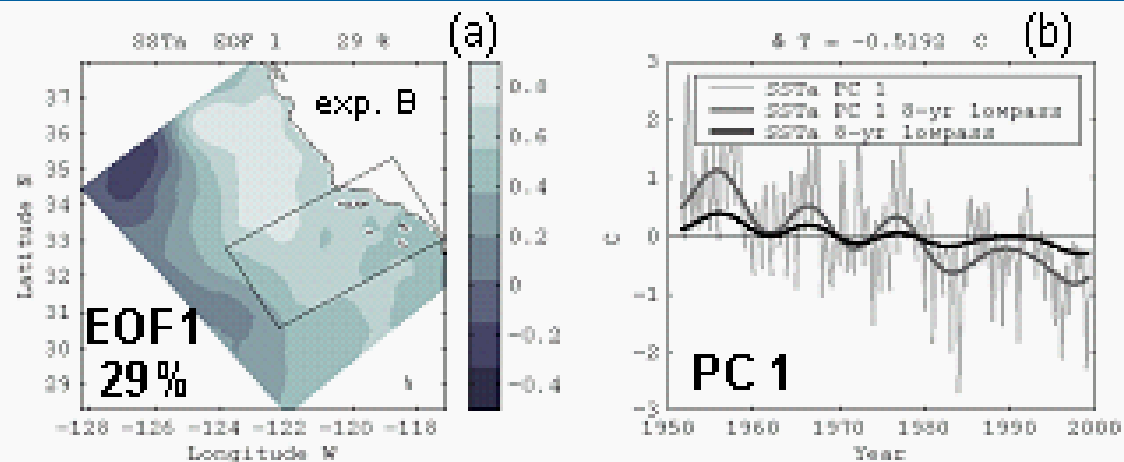 (a)
SSTa EOF 1 29 %
exp. B
EOF1
29%
37
36
35
34
33
32
31
30
29
-128 -126 -124 -122 -120 -118
Latitude N
Longitude W
0.8
0.6
0.4
0.2
0
-0.2
-0.4
(b)
T = -0.5192 C
SSTa PC 1
SSTa PC 1 8-yr lowpass
SSTa 8-yr lowpass
3
2
1
0
-1
-2
-3
C
PC 1
1950 1960 1970 1980 1990 2000
Year